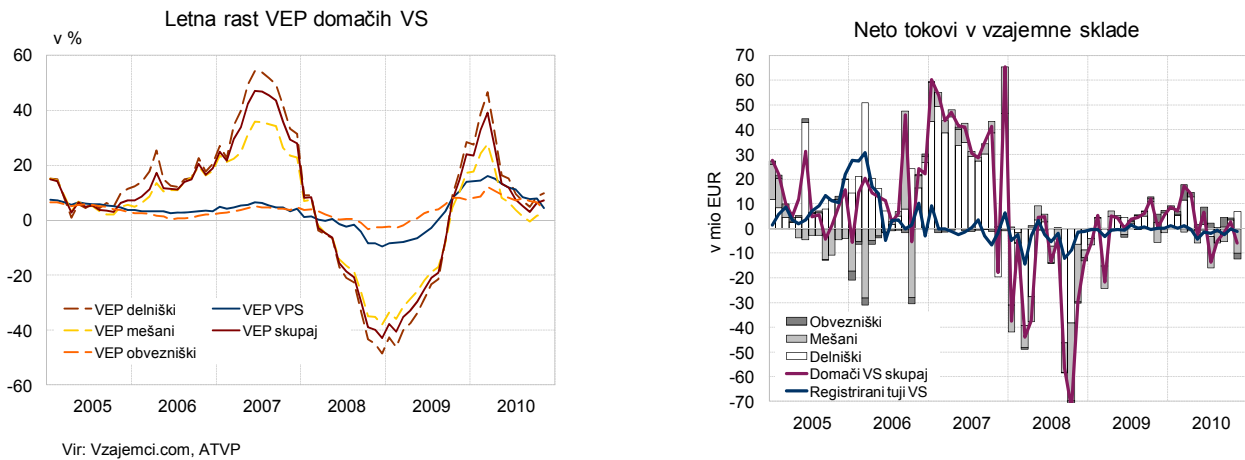 Letna rast VEP domačih VS
v %
60
40
20
0
-20
-40
-60
VEP delniški
VEP VPS
VEP mešani
VEP skupaj
VEP obvezniški
2005 2006 2007 2008 2009 2010
Vir: Vzajemci.com, ATVP
Neto tokovi v vzajemne sklade
v mio EUR
70
60
50
40
30
20
10
0
-10
-20
-30
-40
-50
-60
-70
Obvezniški
Mešani
Delniški
Domači VS skupaj
Registrirani tuji VS
2005 2006 2007 2008 2009 2010